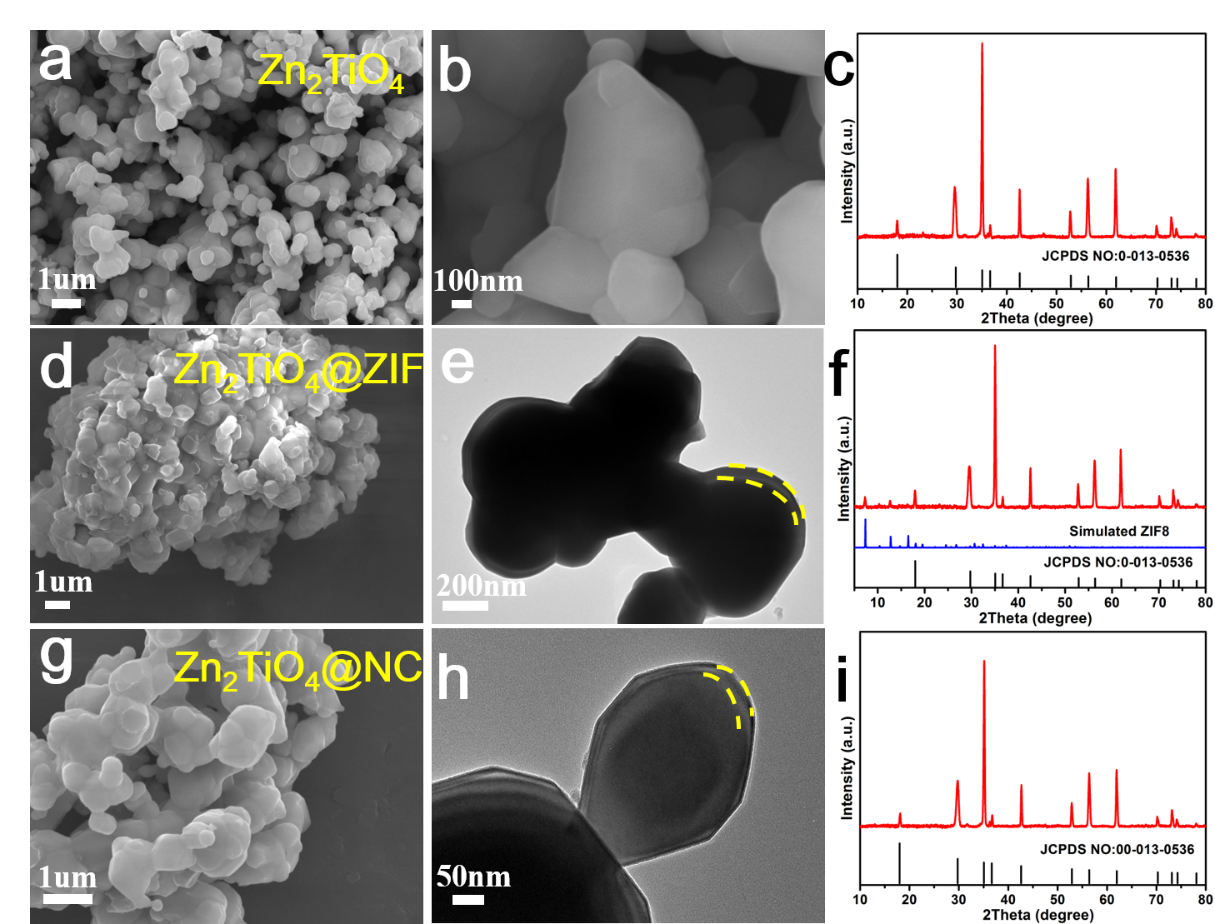 a
Zn2TiO4
1um
b
100nm
c
Intensity (a.u.)
JCPDS NO:0-013-0536
10 20 30 40 50 60 70 80
2Theta (degree)
d
Zn2TiO4@ZIF
1um
e
200nm
f
Intensity (a.u.)
Simulated ZIF8
JCPDS NO:0-013-0536
10 20 30 40 50 60 70 80
2Theta (degree)
g
Zn2TiO4@NC
1um
h
50nm
i
Intensity (a.u.)
JCPDS NO:00-013-0536
10 20 30 40 50 60 70 80
2Theta (degree)